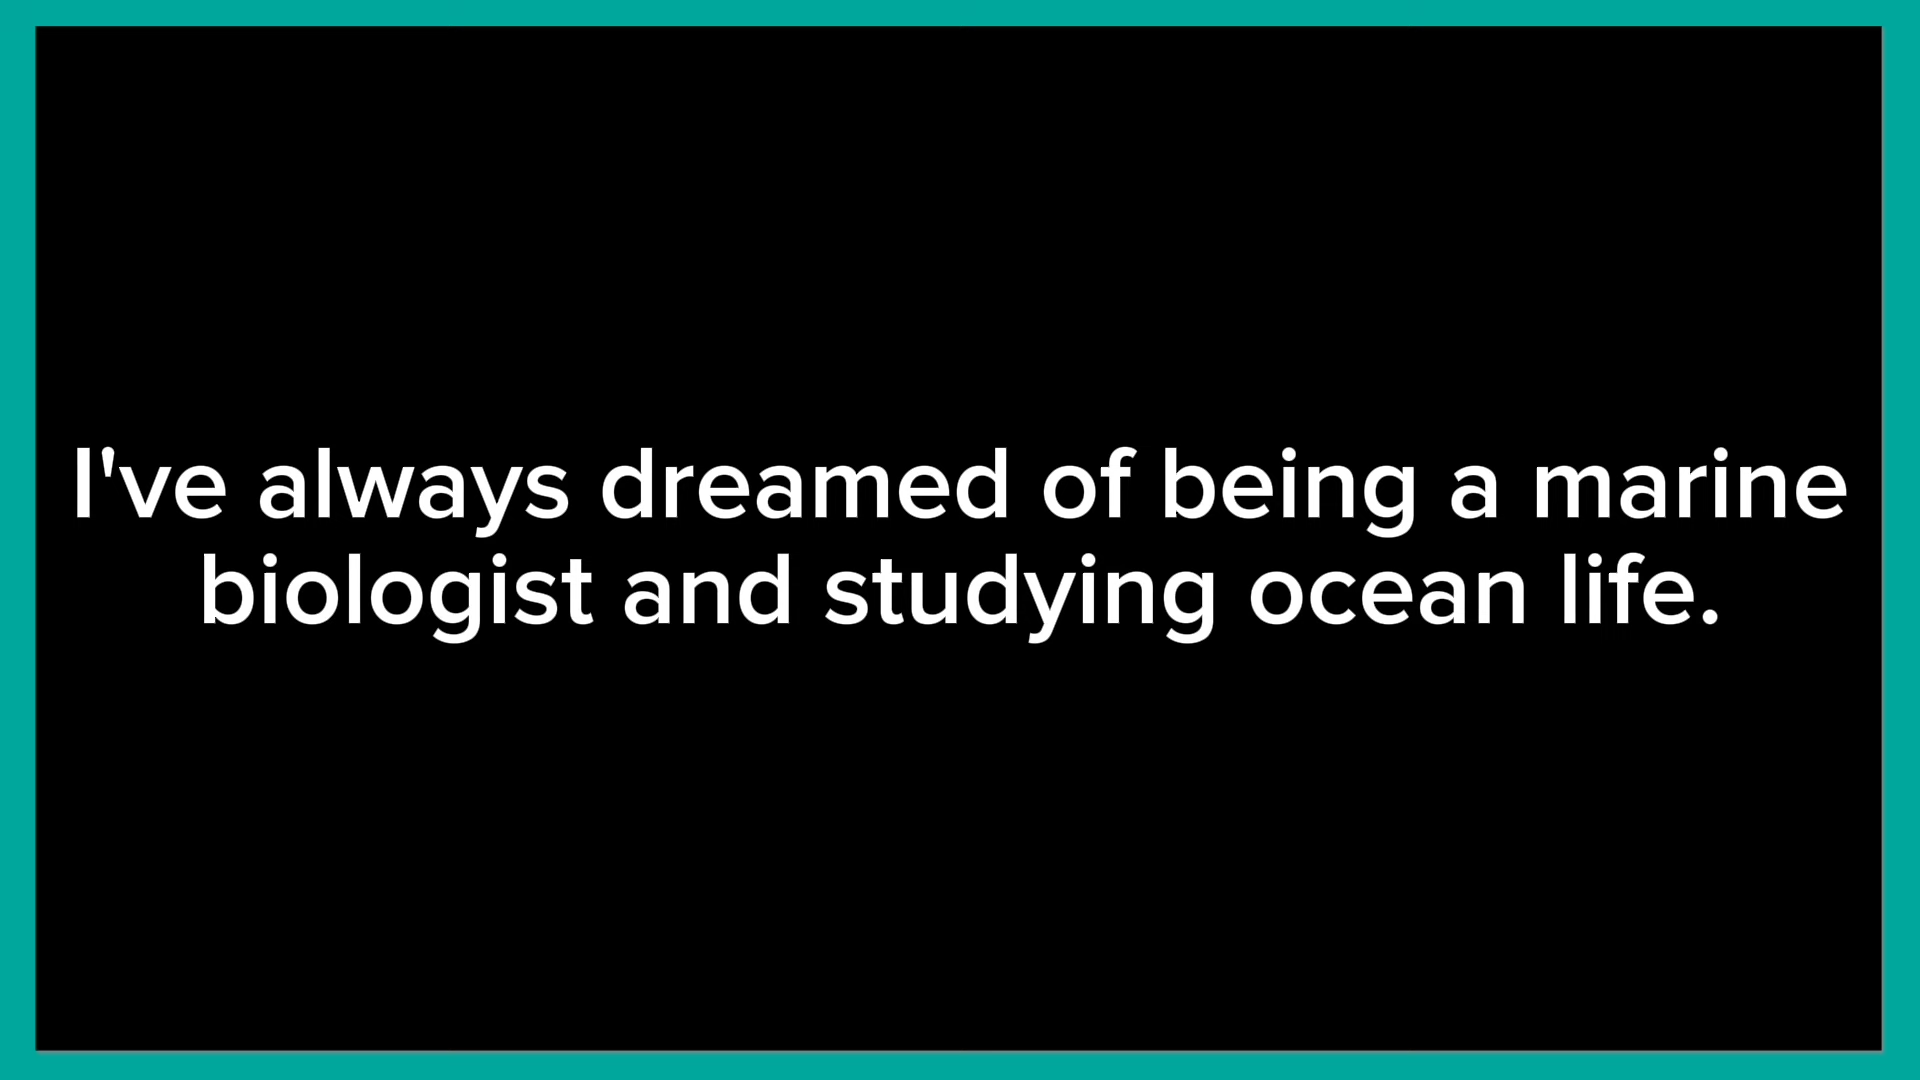 I've always dreamed of being a marine
biologist and studying ocean life.